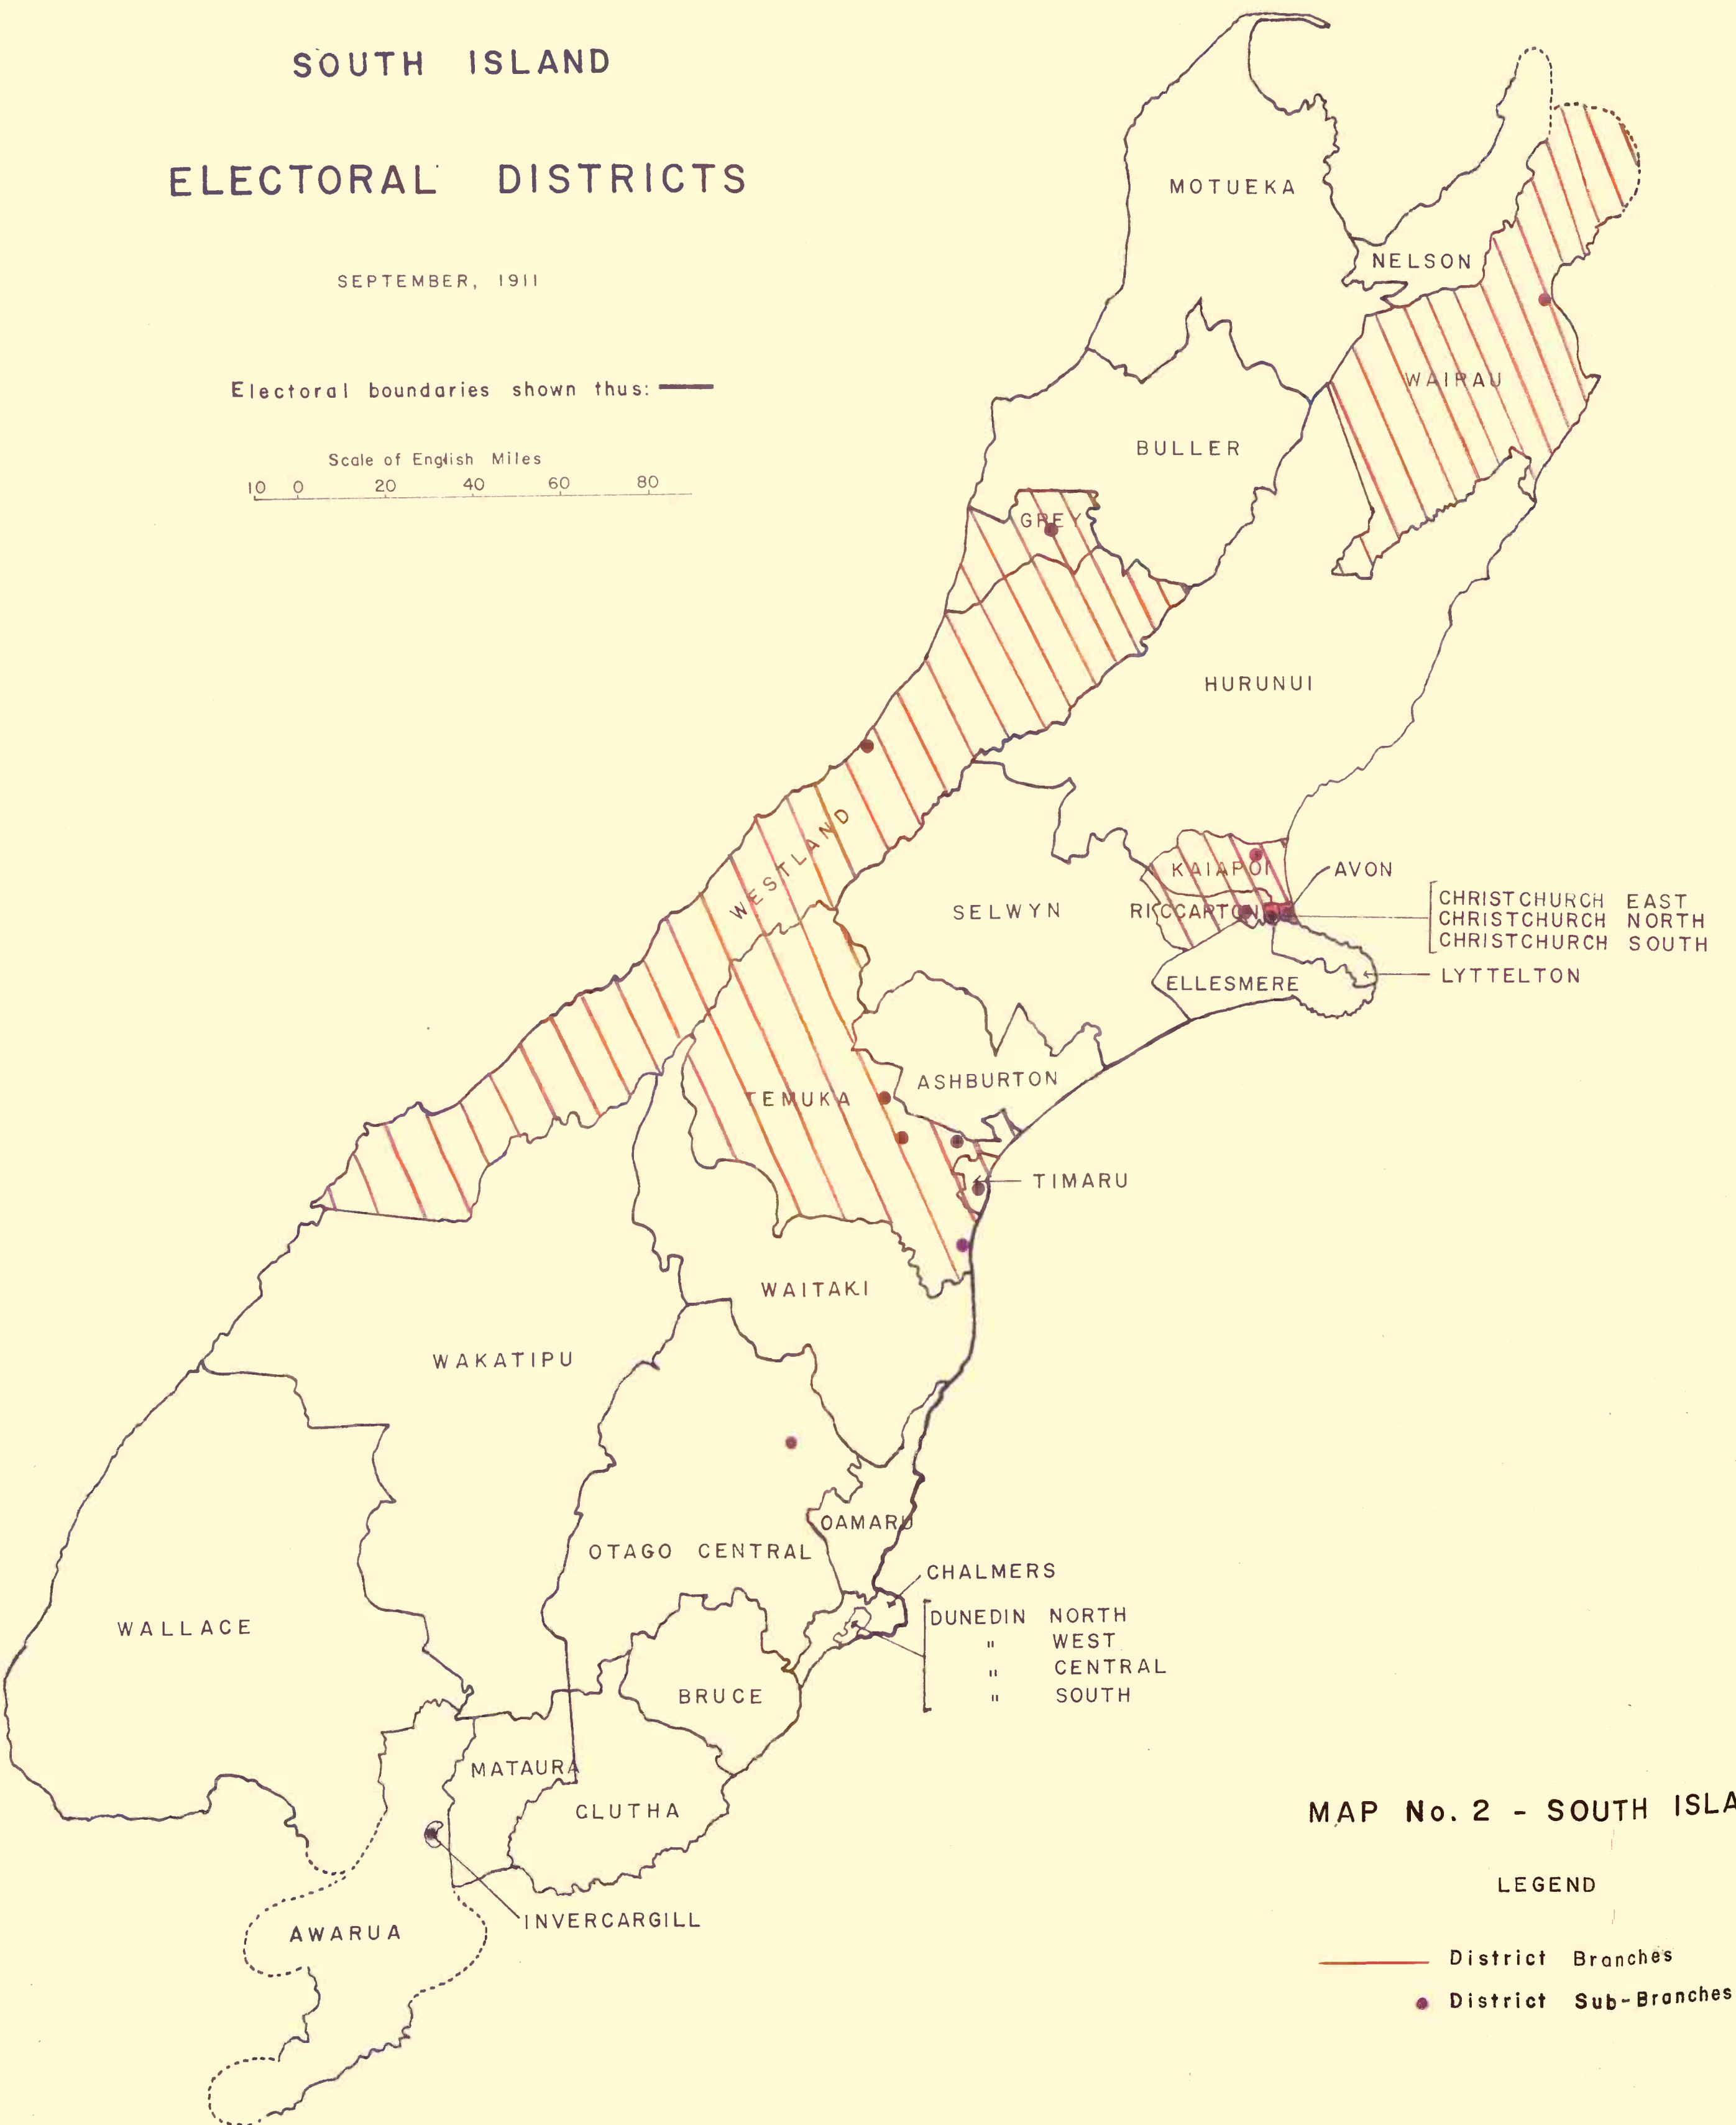 SOUTH ISLAND
ELECTORAL DISTRICTS
SEPTEMBER, 1911
Electoral boundaries shown thus:
Scale of English Miles
10 0 20 40 60 80
MOTUEKA
NELSON
WAIRAU
BULLER
GREY
HURUNUI
WESTLAND
KAIAPOI
AVON
SELWYN
RICCARTON
CHRISTCHURCH EAST
CHRISTCHURCH NORTH
CHRISTCHURCH SOUTH
LYTTELTON
ELLESMERE
ASHBURTON
TEMUKA
TIMARU
WAITAKI
WAKATIPU
OAMARU
OTAGO CENTRAL
CHALMERS
DUNEDIN NORTH
" WEST
" CENTRAL
" SOUTH
WALLACE
BRUCE
MATAURA
CLUTHA
INVERCARGILL
AWARUA
MAP No. 2 - SOUTH ISLA
LEGEND
District Branches
District Sub-Branches